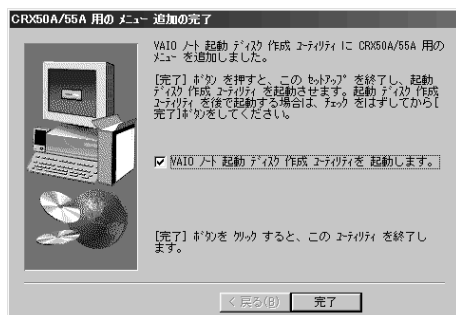 CRX50A/55A 用の ﾒﾆｭｰ 追加の完了
VAIO ﾉｰﾄ 起動 ﾃﾞｨｽｸ 作成 ﾕｰﾃｨﾘﾃｨ に CRX50A/55A 用の
ﾒﾆｭｰ を追加しました。
[完了] ﾎﾞﾀﾝ を押すと、この ｾｯﾄｱｯﾌﾟ を終了し、起動
ﾃﾞｨｽｸ 作成 ﾕｰﾃｨﾘﾃｨ を起動させます。起動 ﾃﾞｨｽｸ 作成
ﾕｰﾃｨﾘﾃｨ を後で起動する場合は、ﾁｪｯｸ をはずしてから[
完了]ﾎﾞﾀﾝをしてください。
VAIO ﾉｰﾄ 起動 ﾃﾞｨｽｸ 作成 ﾕｰﾃｨﾘﾃｨを 起動します。
[完了] ﾎﾞﾀﾝを ｸﾘｯｸ すると、この ﾕｰﾃｨﾘﾃｨ を終了し
ます。
< 戻る(B)
完了